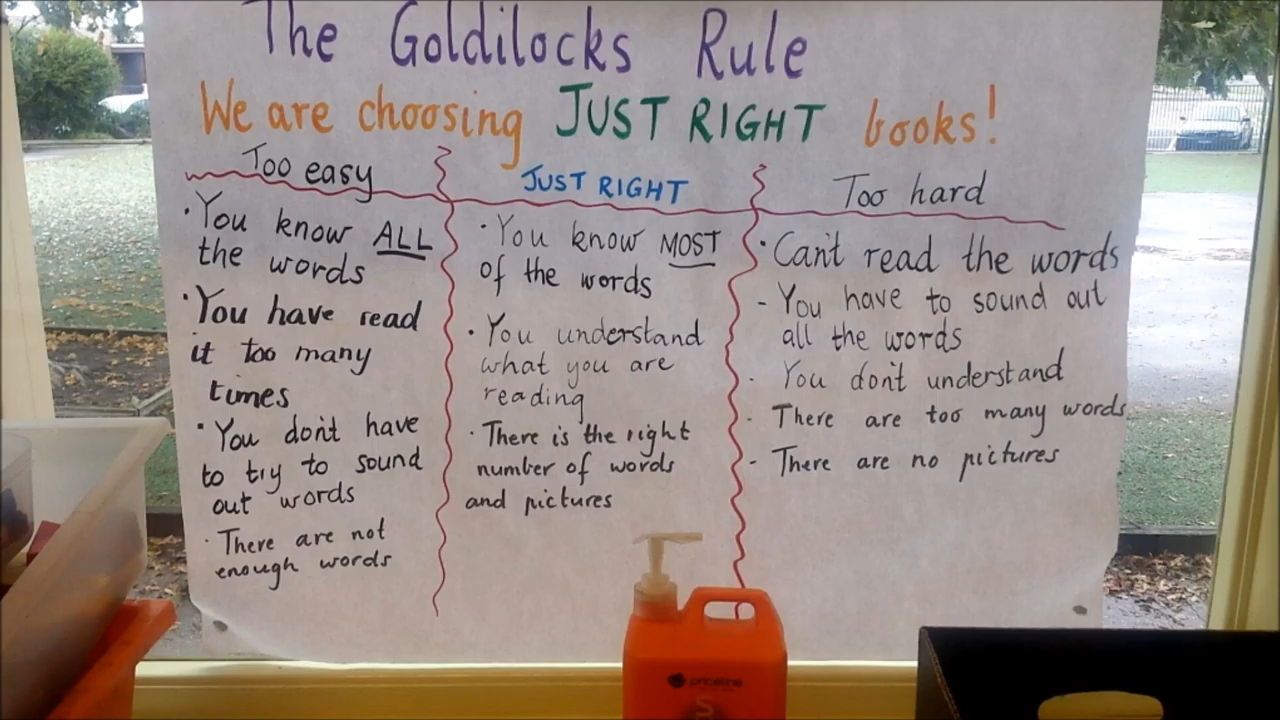 The Goldilocks Rule
We are choosing JUST RIGHT books!
Too easy
· You know ALL
the words
· You have read
it too many
times
· You don't have
to try to sound
out words
· There are not
enough words
JUST RIGHT
· You know MOST
of the words
· You understand
what you are
reading
· There is the right
number of words
and pictures
Too hard
· Can't read the words
- You have to sound out
all the words
· You don't understand
- There are too many words
- There are no pictures
priceline
S